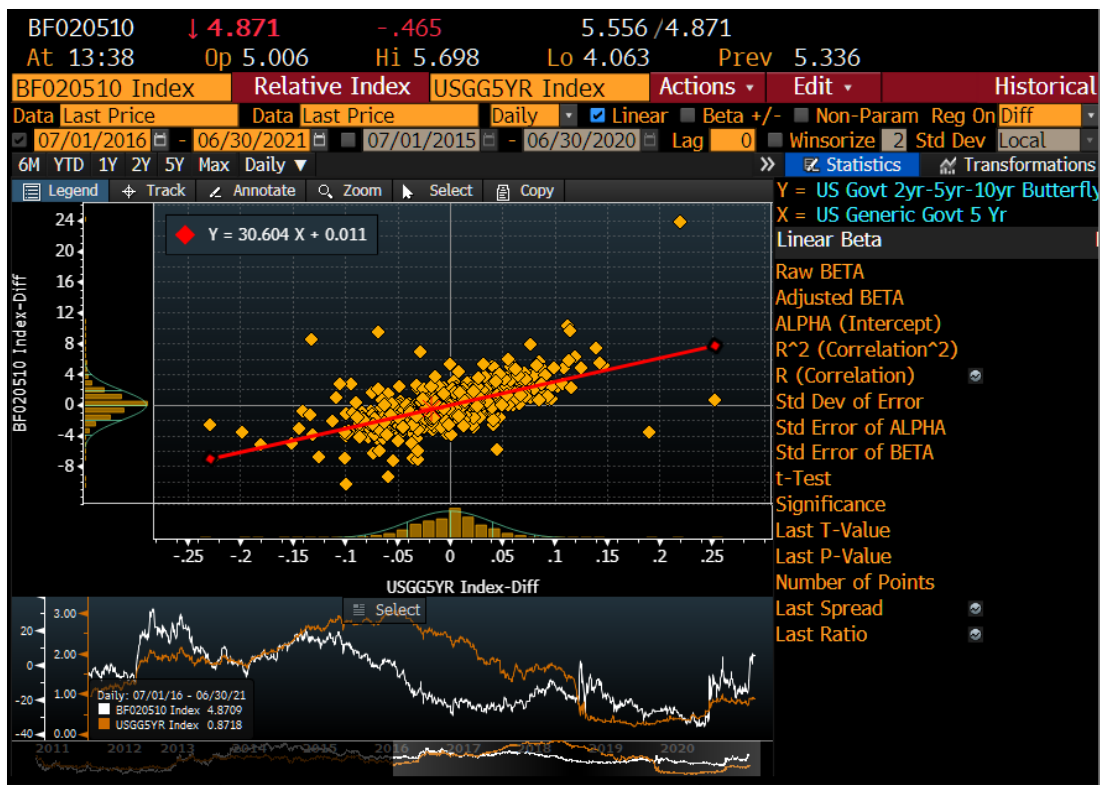 BF020510 ↓4.871 -.465 5.556/4.871
At 13:38 Op 5.006 Hi 5.698 Lo 4.063 Prev 5.336
BF020510 Index Relative Index USGG5YR Index Actions Edit Historical
Data Last Price Data Last Price Daily Linear Beta +/- Non-Param Reg On Diff
07/01/2016 - 06/30/2021 07/01/2015 - 06/30/2020 Lag 0 Winsorize 2 Std Dev Local
6M YTD 1Y 2Y 5Y Max Daily ▼ » Statistics Transformations
Legend Track Annotate Zoom Select Copy
Y = US Govt 2yr-5yr-10yr Butterfly
X = US Generic Govt 5 Yr
Linear Beta
Raw BETA
Adjusted BETA
ALPHA (Intercept)
R^2 (Correlation^2)
R (Correlation)
Std Dev of Error
Std Error of ALPHA
Std Error of BETA
t-Test
Significance
Last T-Value
Last P-Value
Number of Points
Last Spread
Last Ratio
Y = 30.604 X + 0.011
BF020510 Index-Diff
24
20
16
12
8
4
0
-4
-8
-.25 -.2 -.15 -.1 -.05 0 .05 .1 .15 .2 .25
USGG5YR Index-Diff
Select
20
0
-20
-40
3.00
2.00
1.00
0.00
Daily: 07/01/16 - 06/30/21
BF020510 Index 4.8709
USGG5YR Index 0.8718
2011 2012 2013 2014 2015 2016 2017 2018 2019 2020